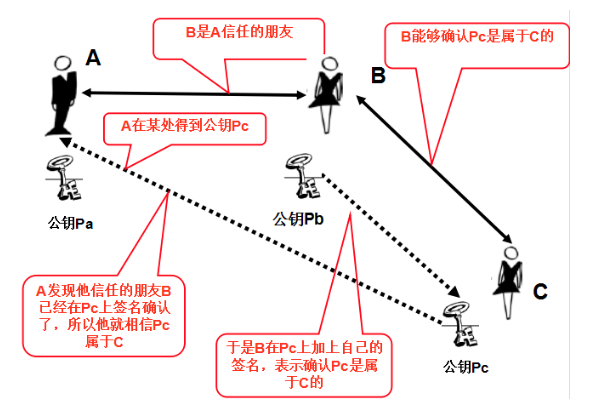 B是A信任的朋友
B能够确认Pc是属于C的
A
B
A在某处得到公钥Pc
公钥Pa
公钥Pb
A发现他信任的朋友B
已经在Pc上签名确认
了，所以他就相信Pc
属于C
C
于是B在Pc上加上自己的
签名，表示确认Pc是属
于C的
公钥Pc